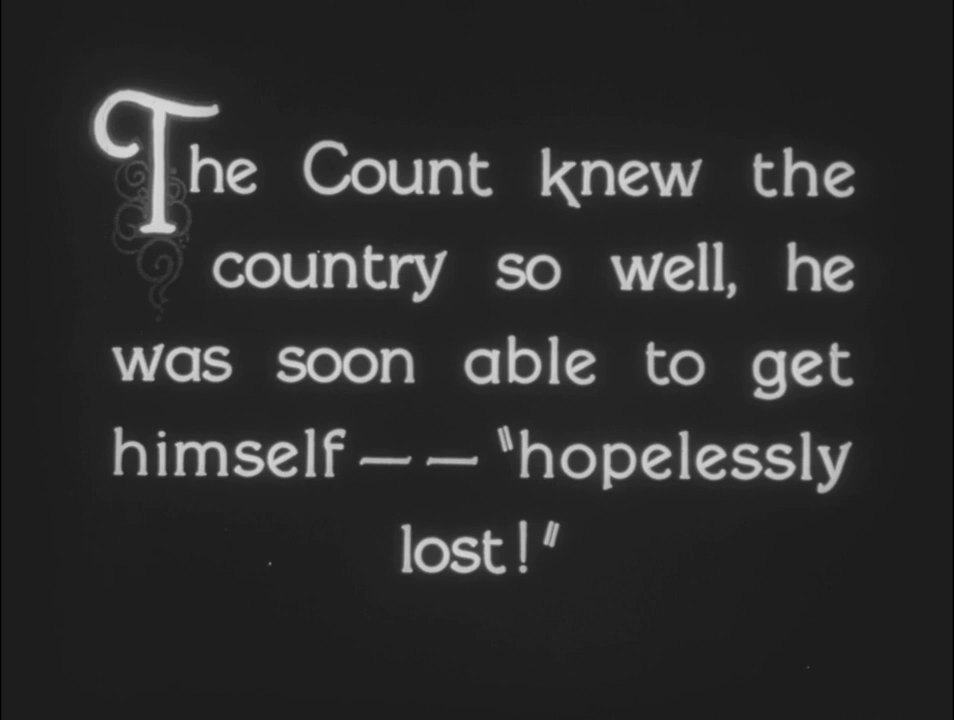 The Count knew the
country so well, he
was soon able to get
himself — — "hopelessly
lost!"